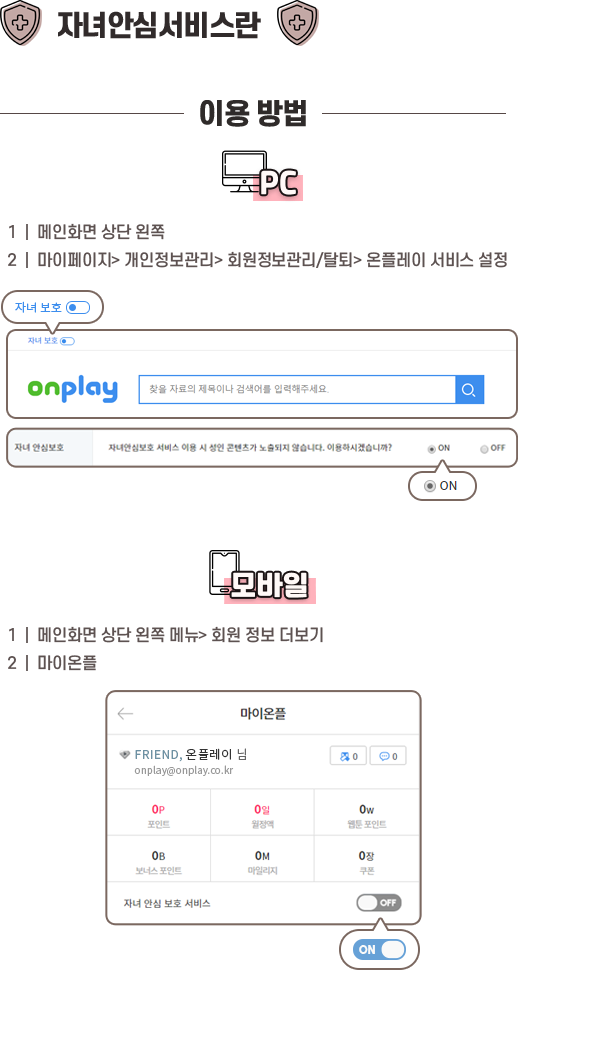 자녀안심서비스란
이용 방법
PC
1 | 메인화면 상단 왼쪽
2 | 마이페이지> 개인정보관리> 회원정보관리/탈퇴> 온플레이 서비스 설정
자녀 보호
자녀 보호
onplay
찾을 자료의 제목이나 검색어를 입력해주세요.
자녀 안심보호 자녀안심보호 서비스 이용 시 성인 콘텐츠가 노출되지 않습니다. 이용하시겠습니까? ON OFF
ON
모바일
1 | 메인화면 상단 왼쪽 메뉴> 회원 정보 더보기
2 | 마이온플
마이온플
FRIEND, 온플레이 님 0 0
onplay@onplay.co.kr
0P 0일 0W
포인트 월정액 웹툰 포인트
0B 0M 0장
보너스 포인트 마일리지 쿠폰
자녀 안심 보호 서비스 OFF
ON